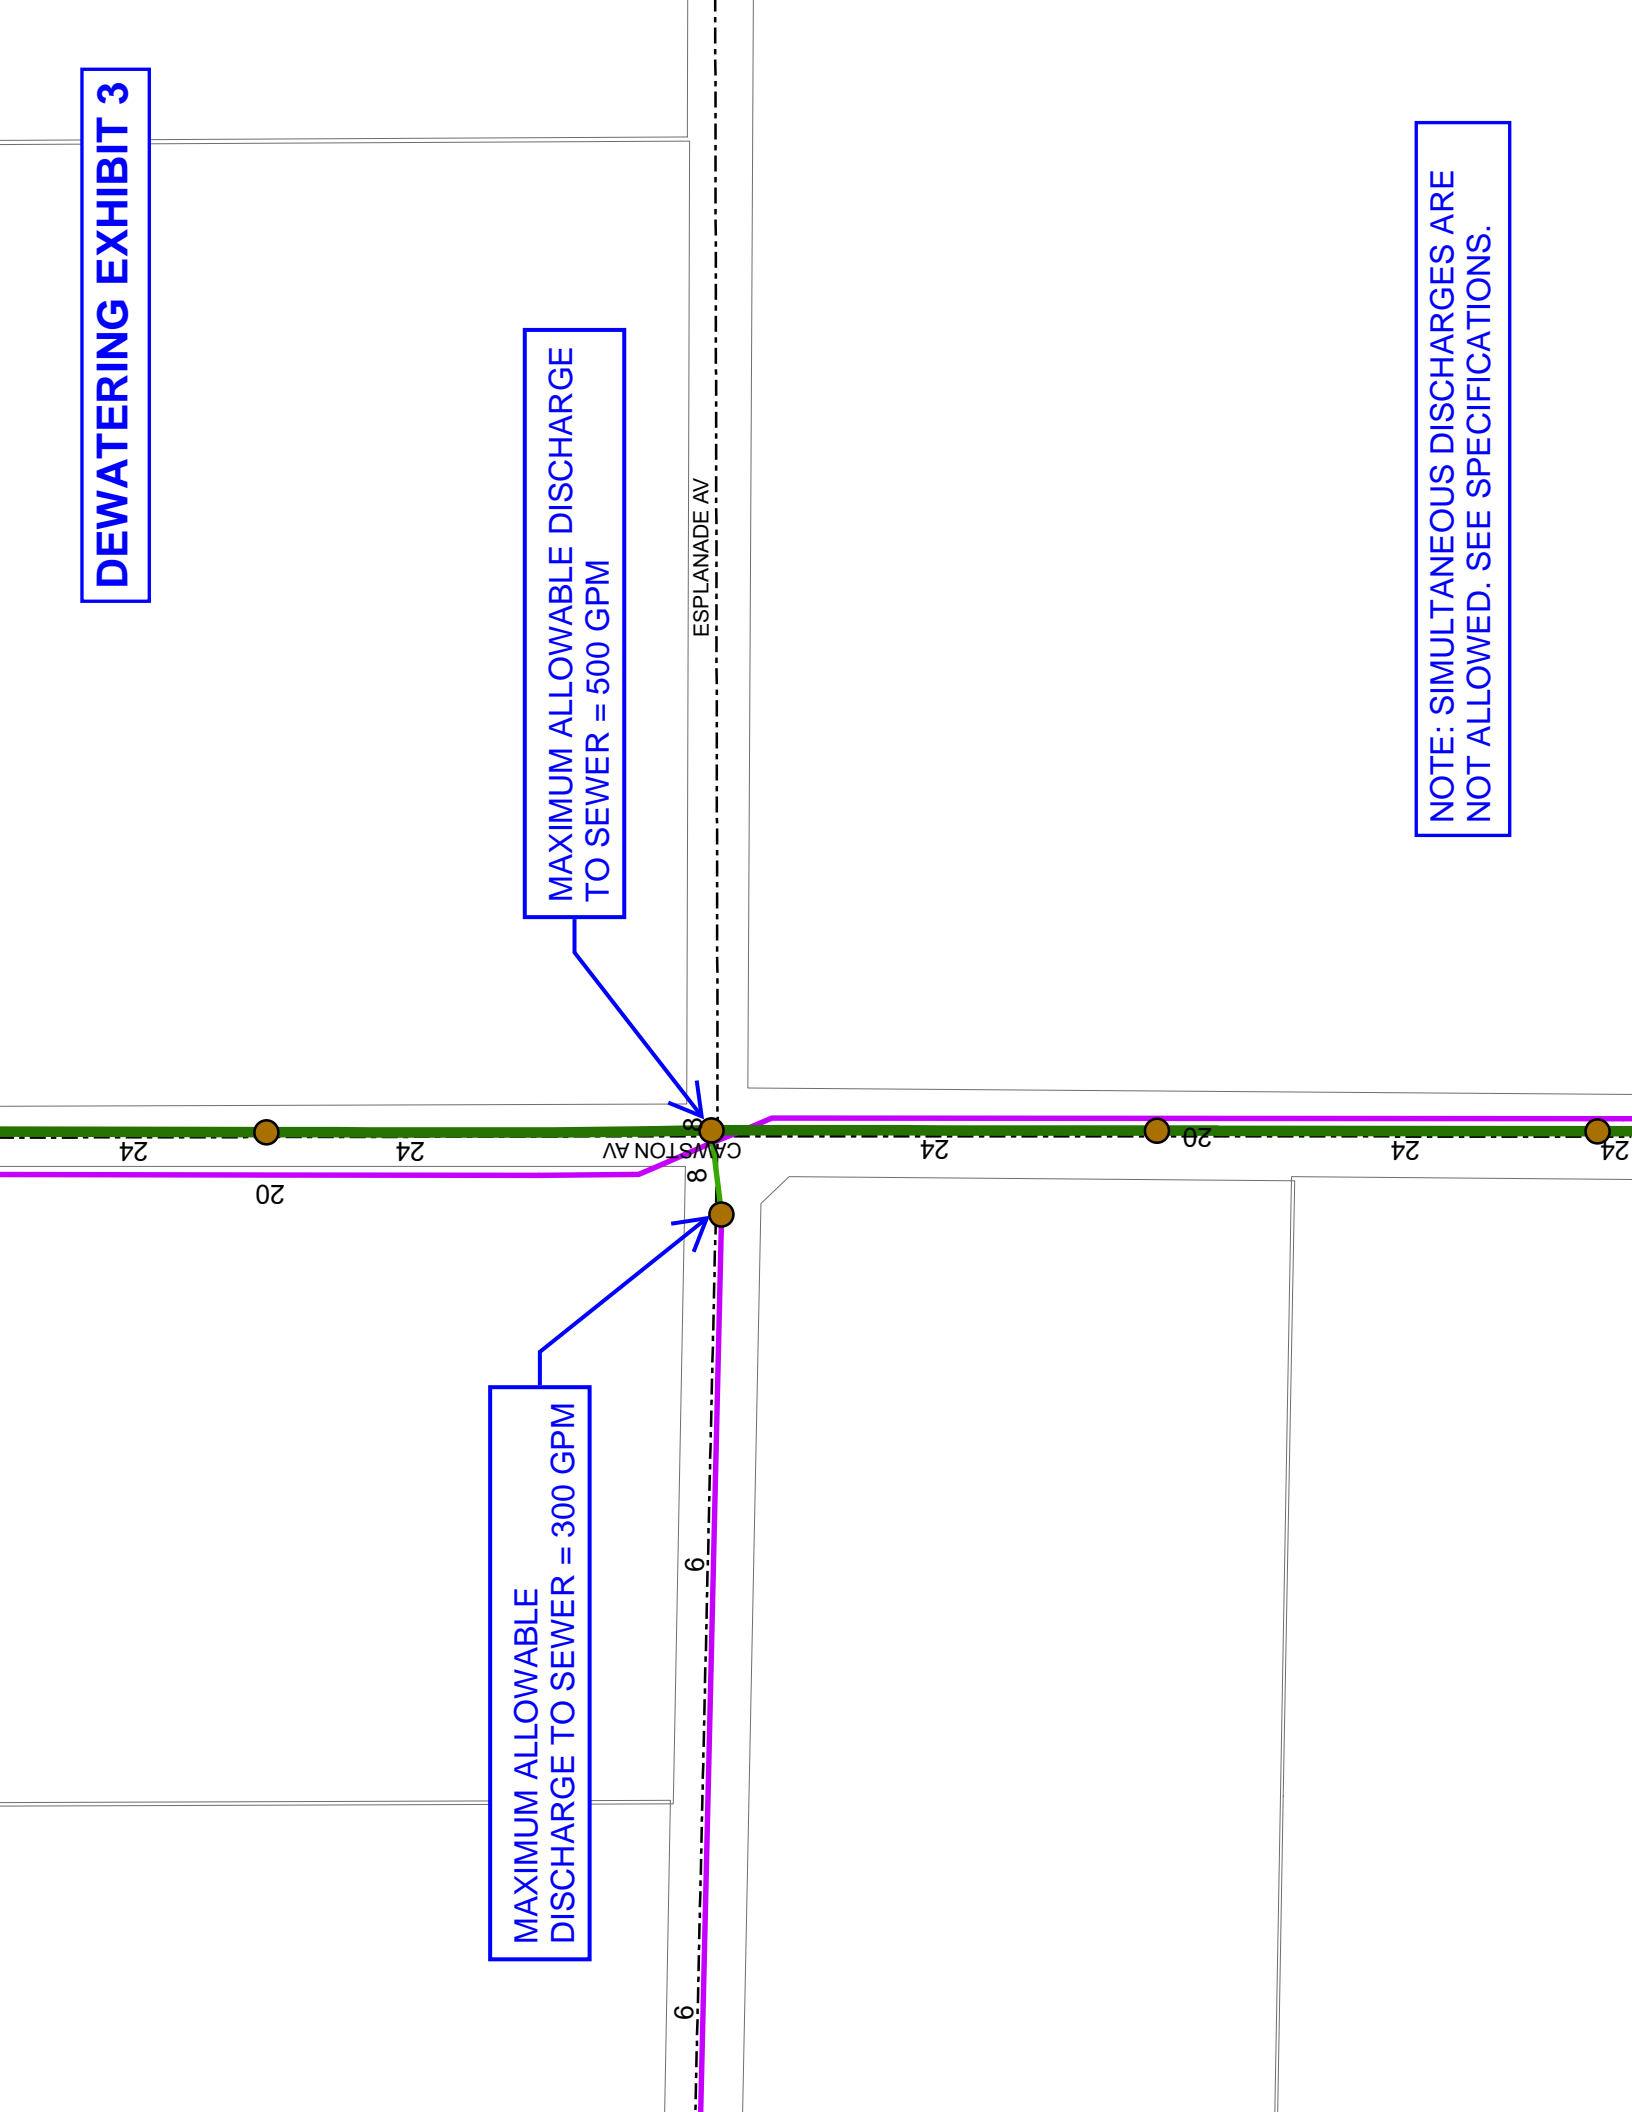 DEWATERING EXHIBIT 3
MAXIMUM ALLOWABLE DISCHARGE
TO SEWER = 500 GPM
ESPLANADE AV
NOTE: SIMULTANEOUS DISCHARGES ARE
NOT ALLOWED. SEE SPECIFICATIONS.
24
24
8
CAWSTON AV
24
20
24
24
20
8
MAXIMUM ALLOWABLE
DISCHARGE TO SEWER = 300 GPM
6
6